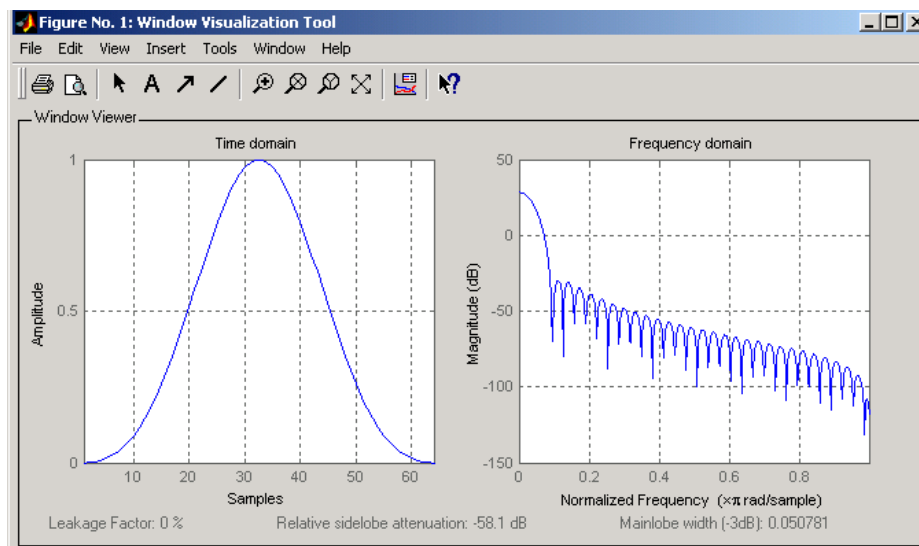 Figure No. 1: Window Visualization Tool
File Edit View Insert Tools Window Help
A
?
Window Viewer
Time domain
Amplitude
1
0.5
0
10 20 30 40 50 60
Samples
Frequency domain
Magnitude (dB)
50
0
-50
-100
-150
0 0.2 0.4 0.6 0.8
Normalized Frequency (×π rad/sample)
Leakage Factor: 0 % Relative sidelobe attenuation: -58.1 dB Mainlobe width (-3dB): 0.050781